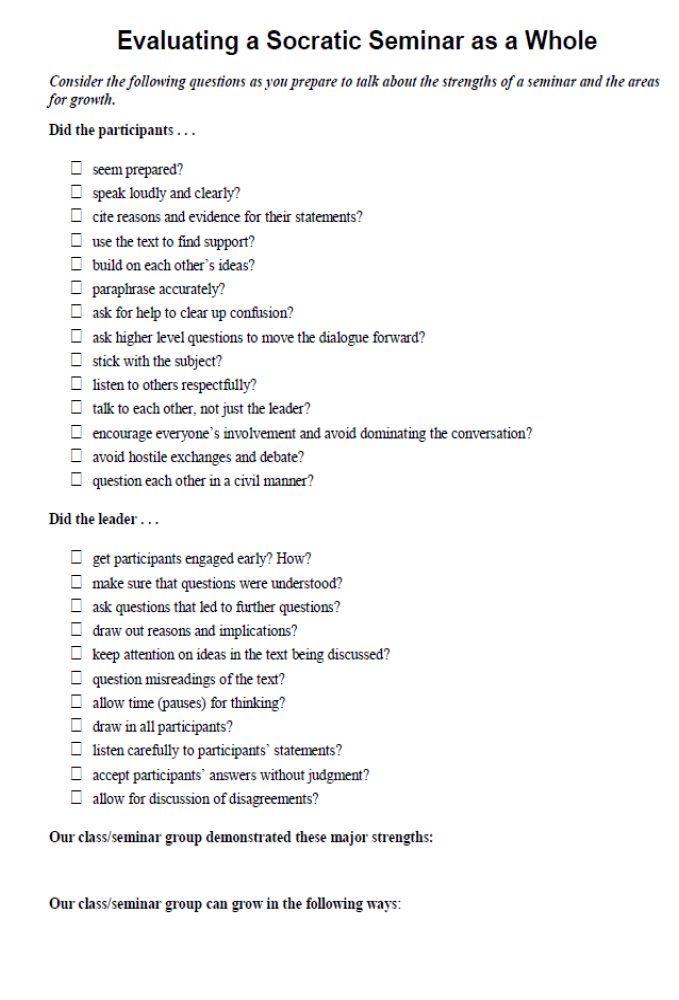 Evaluating a Socratic Seminar as a Whole
Consider the following questions as you prepare to talk about the strengths of a seminar and the areas
for growth.
Did the participants . . .
☐ seem prepared?
☐ speak loudly and clearly?
☐ cite reasons and evidence for their statements?
☐ use the text to find support?
☐ build on each other’s ideas?
☐ paraphrase accurately?
☐ ask for help to clear up confusion?
☐ ask higher level questions to move the dialogue forward?
☐ stick with the subject?
☐ listen to others respectfully?
☐ talk to each other, not just the leader?
☐ encourage everyone’s involvement and avoid dominating the conversation?
☐ avoid hostile exchanges and debate?
☐ question each other in a civil manner?
Did the leader . . .
☐ get participants engaged early? How?
☐ make sure that questions were understood?
☐ ask questions that led to further questions?
☐ draw out reasons and implications?
☐ keep attention on ideas in the text being discussed?
☐ question misreadings of the text?
☐ allow time (pauses) for thinking?
☐ draw in all participants?
☐ listen carefully to participants’ statements?
☐ accept participants’ answers without judgment?
☐ allow for discussion of disagreements?
Our class/seminar group demonstrated these major strengths:
Our class/seminar group can grow in the following ways: